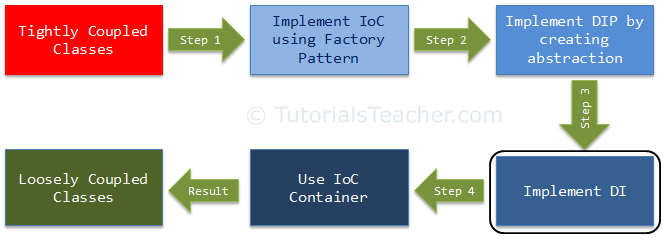 Tightly Coupled
Classes
Step 1
Implement IoC
using Factory
Pattern
Step 2
Implement DIP by
creating
abstraction
Step 3
© TutorialsTeacher.com
Implement DI
Step 4
Use IoC
Container
Result
Loosely Coupled
Classes